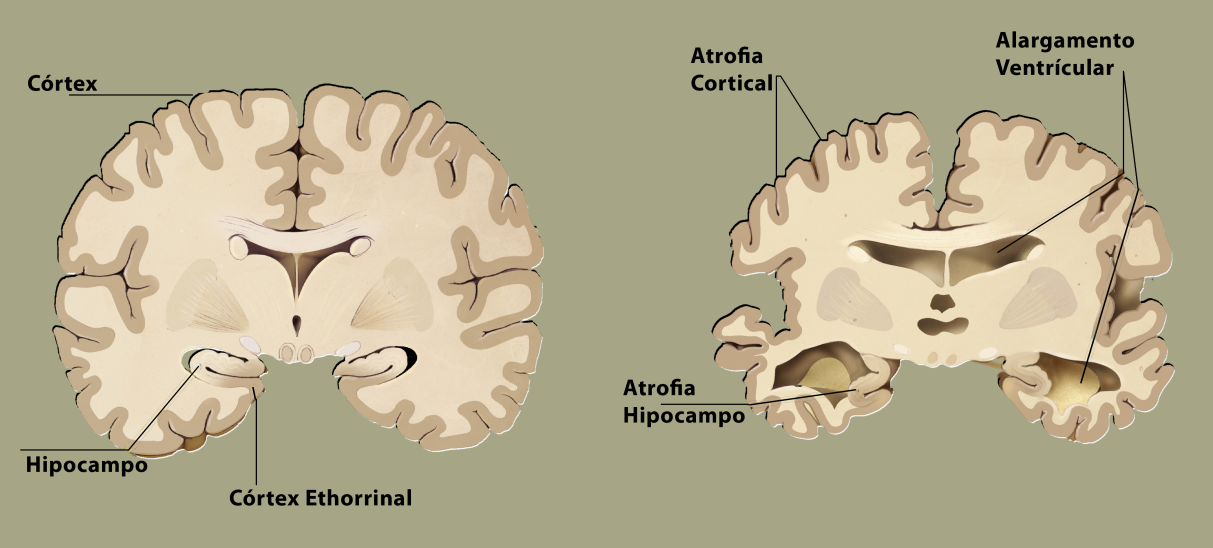 Córtex
Hipocampo
Córtex Ethorrinal
Atrofia
Cortical
Alargamento
Ventrícular
Atrofia
Hipocampo